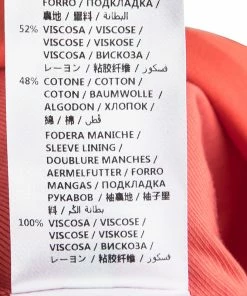 FORRO / ПОДКЛАДКА /
裏地 / 里料 / البطانة
52% VISCOSA / VISCOSE /
VISCOSE / VISKOSE /
VISCOSA / ВИСКОЗА /
レーヨン / 粘胶纤维 / فسكوز
48% COTONE / COTTON /
COTON / BAUMWOLLE /
ALGODON / ХЛОПОК /
綿 / 棉 / قطن
FODERA MANICHE /
SLEEVE LINING /
DOUBLURE MANCHES /
AERMELFUTTER / FORRO
MANGAS / ПОДКЛАДКА
РУКАВОВ / 袖裏地 / 袖子里
料 / بطانة الكم
100% VISCOSA / VISCOSE /
VISCOSE / VISKOSE /
VISCOSA / ВИСКОЗА /
レーヨン / 粘胶纤维 /
فسكوز